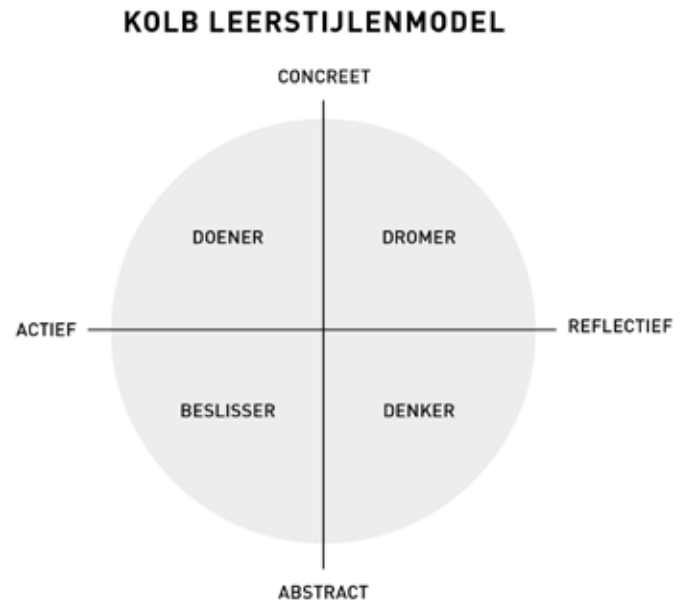 KOLB LEERSTIJLENMODEL
CONCREET
DOENER
DROMER
ACTIEF
REFLECTIEF
BESLISSER
DENKER
ABSTRACT